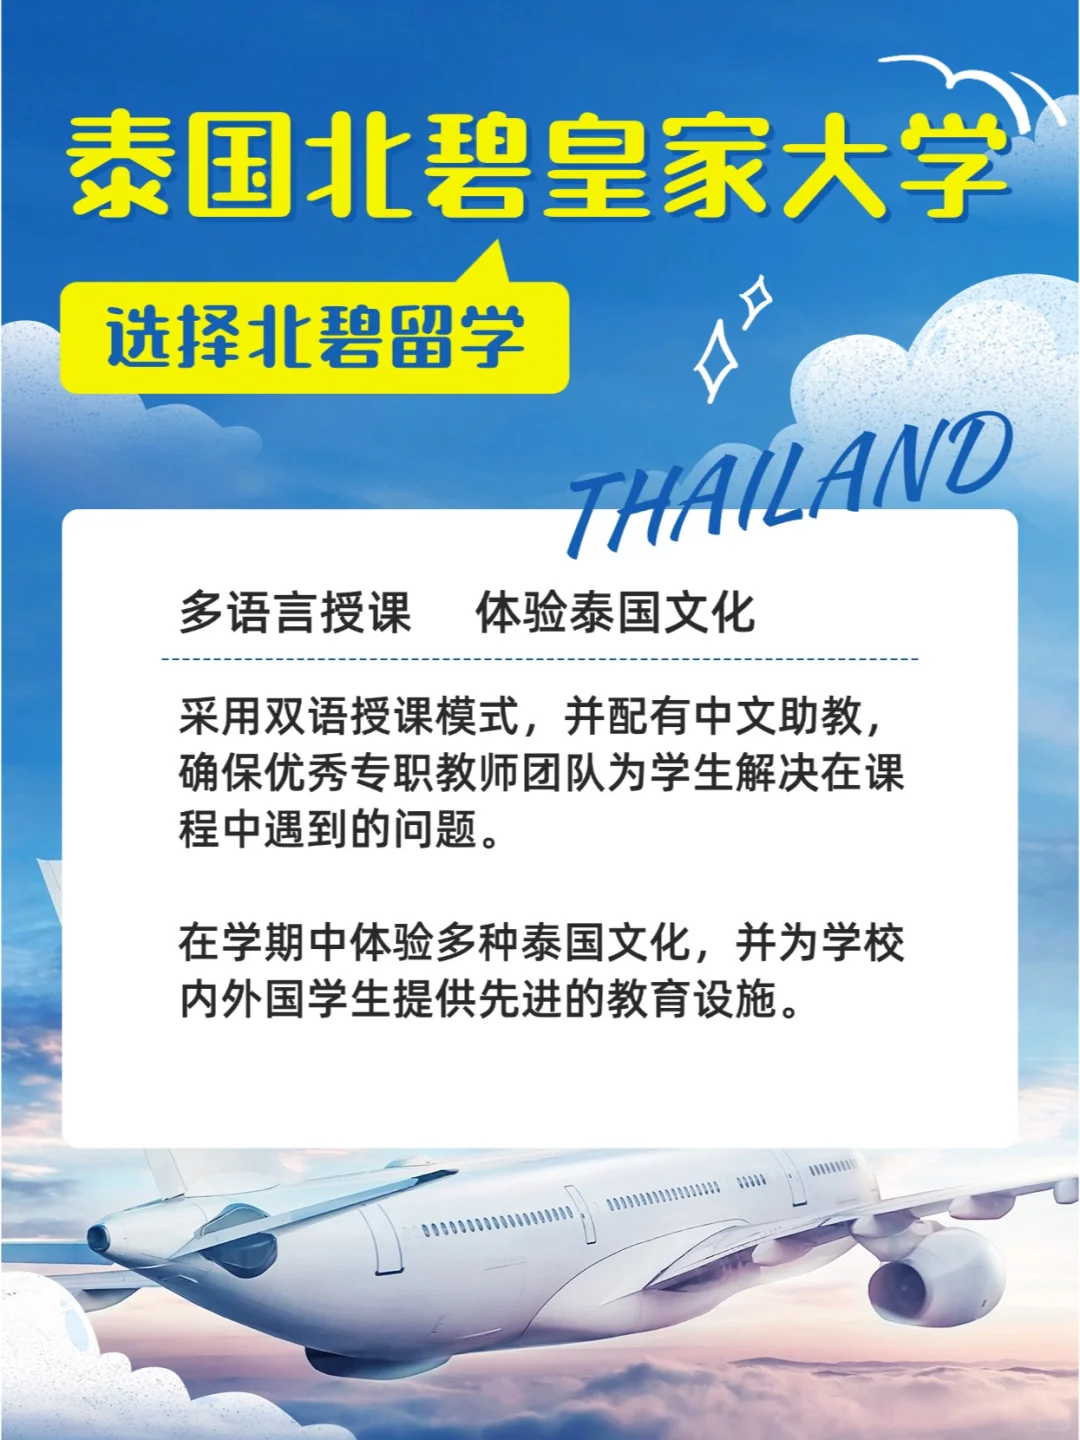 泰国北碧皇家大学
选择北碧留学
THAILAND
多语言授课 体验泰国文化
采用双语授课模式，并配有中文助教，
确保优秀专职教师团队为学生解决在课
程中遇到的问题。
在学期中体验多种泰国文化，并为学校
内外国学生提供先进的教育设施。